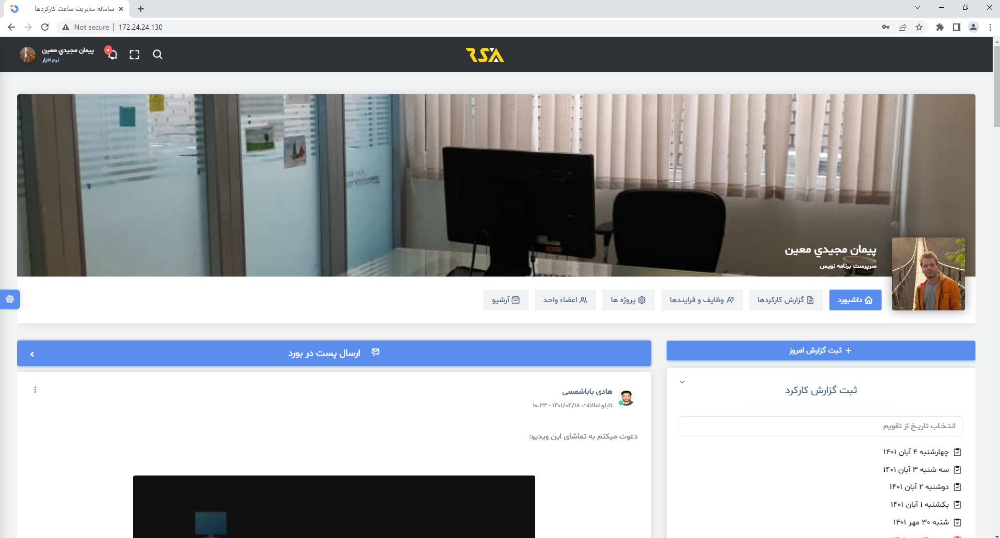 سامانه مدیریت ساعت کارکردها
Not secure
172.24.24.130
پیمان مجیدي معین
نرم افزار
RSA
پیمان مجیدي معین
سرپرست برنامه نویس
داشبورد
گزارش کارکردها
وظایف و فرایندها
پروژه ها
اعضاء واحد
آرشیو
ثبت گزارش امروز
ارسال پست در بورد
ثبت گزارش کارکرد
انتخاب تاریخ از تقویم
چهارشنبه ۴ آبان ۱۴۰۱
سه شنبه ۳ آبان ۱۴۰۱
دوشنبه ۲ آبان ۱۴۰۱
یکشنبه ۱ آبان ۱۴۰۱
شنبه ۳۰ مهر ۱۴۰۱
هادی باباشمسی
تابلو اعلانات ۱۴۰۱/۰۴/۱۸ - ۱۰:۲۳
دعوت میکنم به تماشای این ویدیو: